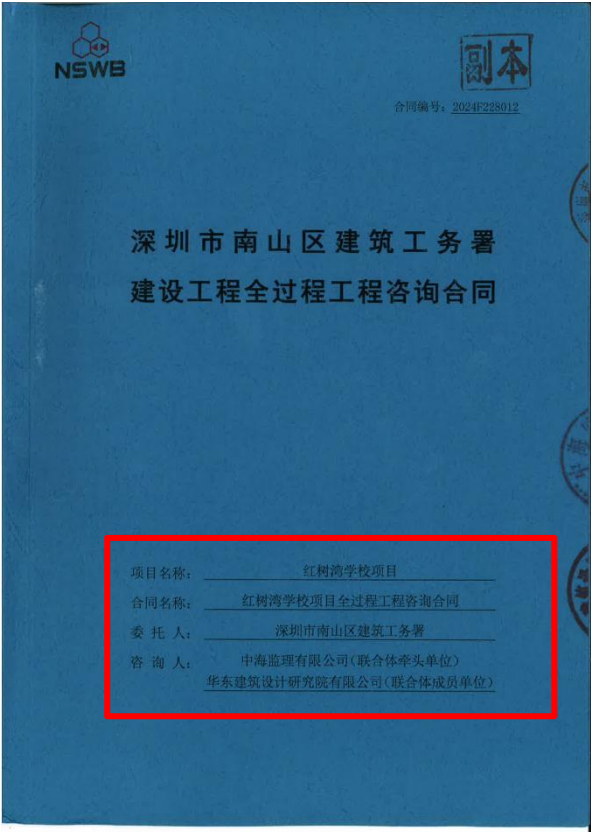 NSWB
副本
合同编号：2024F228012
深圳市南山区建筑工务署
建设工程全过程工程咨询合同
项目名称：红树湾学校项目
合同名称：红树湾学校项目全过程工程咨询合同
委托人：深圳市南山区建筑工务署
咨询人：中海监理有限公司（联合体牵头单位）
华东建筑设计研究院有限公司（联合体成员单位）